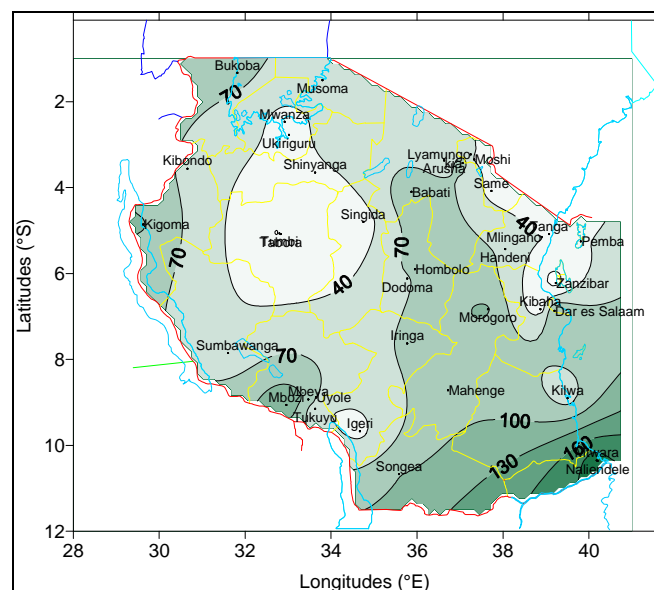 Bukoba
70
Musoma
2
Mwanza
Ukiriguru
Kibondo
Lyamungo
Moshi
Arusha
Shinyanga
4
Same
Babati
Singida
Kigoma
40
Tanga
Mlingano
Pemba
Handeni
70
70
Hombolo
6
40
Dodoma
Zanzibar
Kibaha
Dar es Salaam
Morogoro
Iringa
Sumbawanga
8
70
Mbeya
Mbozi
Uyole
Mahenge
Kilwa
Tukuyu
Igeri
100
10
160
Mtwara
Songea
130
Naliendele
12
28
30
32
34
36
38
40
Latitudes (°S)
Longitudes (°E)